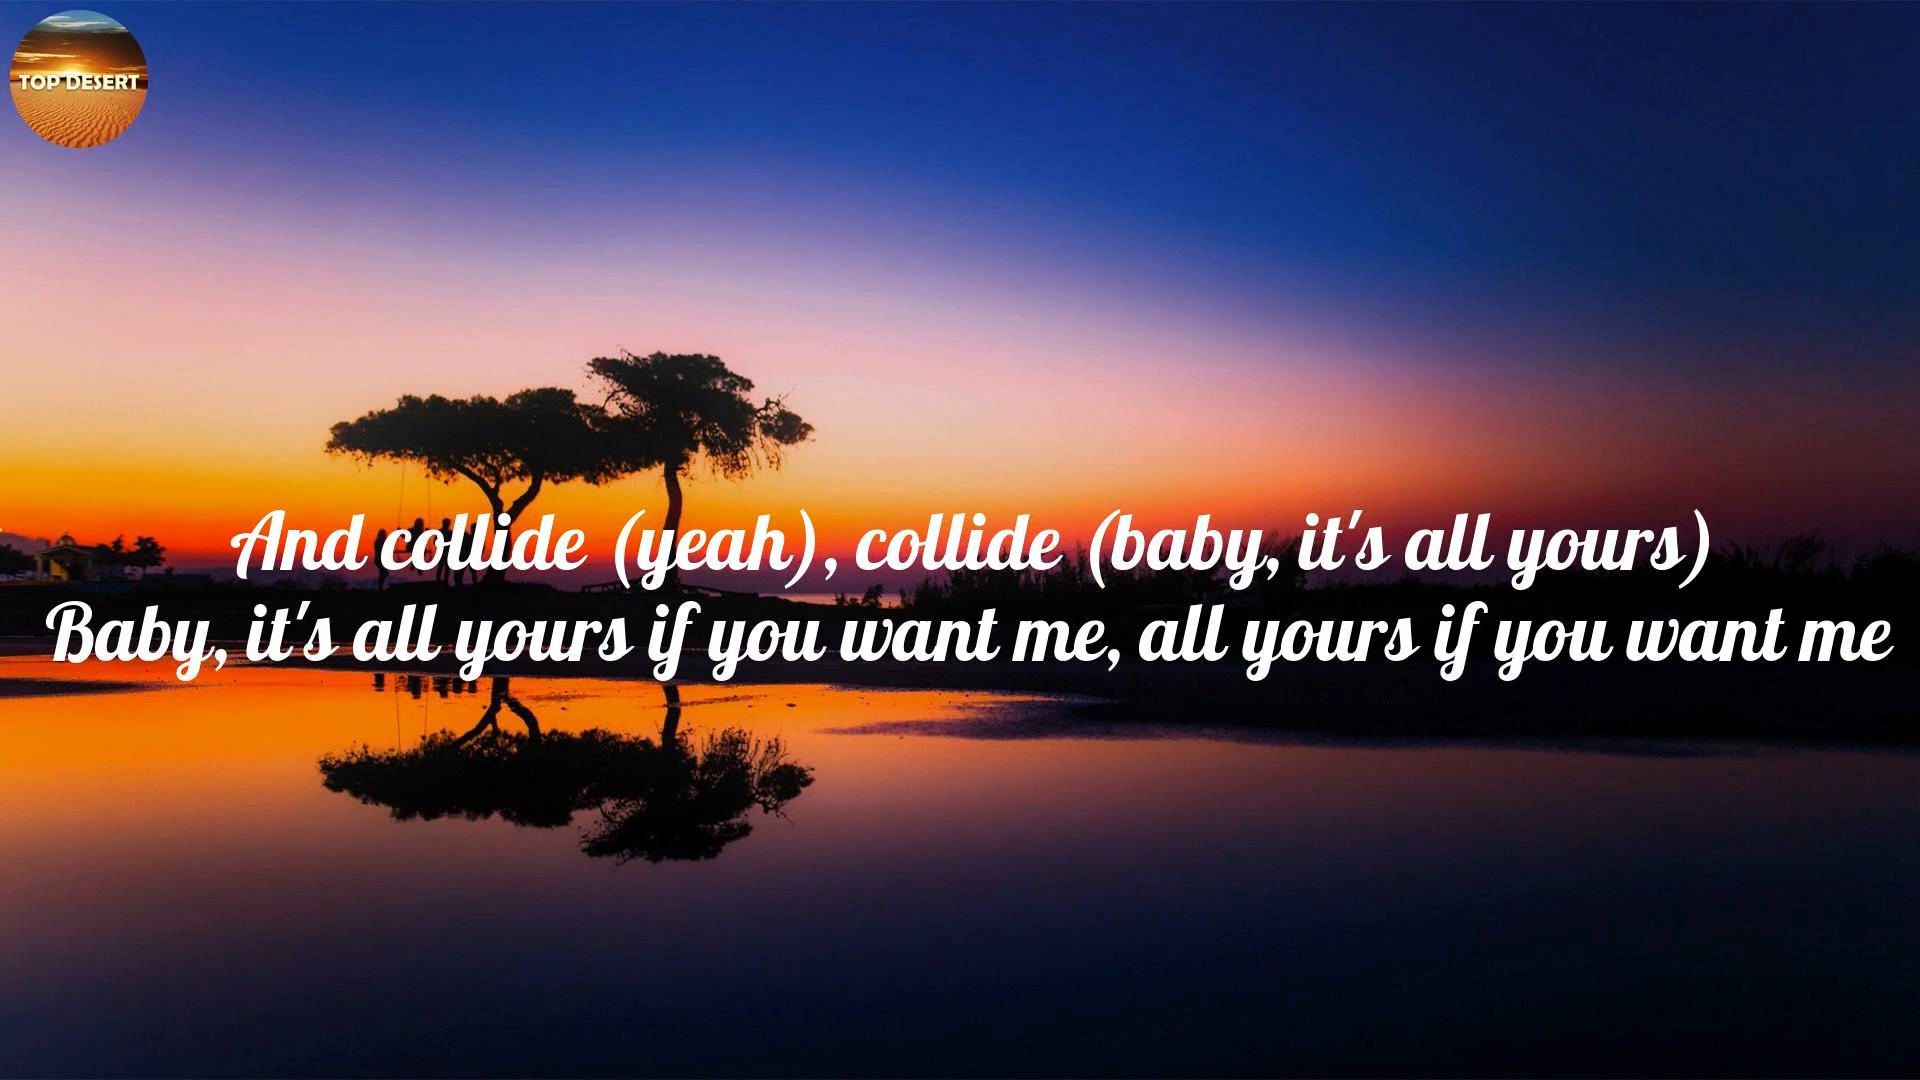 TOP DESERT
And collide (yeah), collide (baby, it's all yours)
Baby, it's all yours if you want me, all yours if you want me